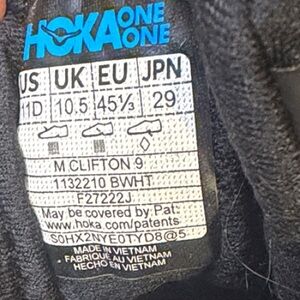 HOKA ONE ONE
US UK EU JPN
11D 10.5 45⅓ 29
M CLIFTON 9
1132210 BWHT
F27222J
May be covered by Pat:
www.hoka.com/patents
S0HX2NYE0TYD8@5
MADE IN VIETNAM
FABRIQUÉ AU VIETNAM
HECHO EN VIETNAM